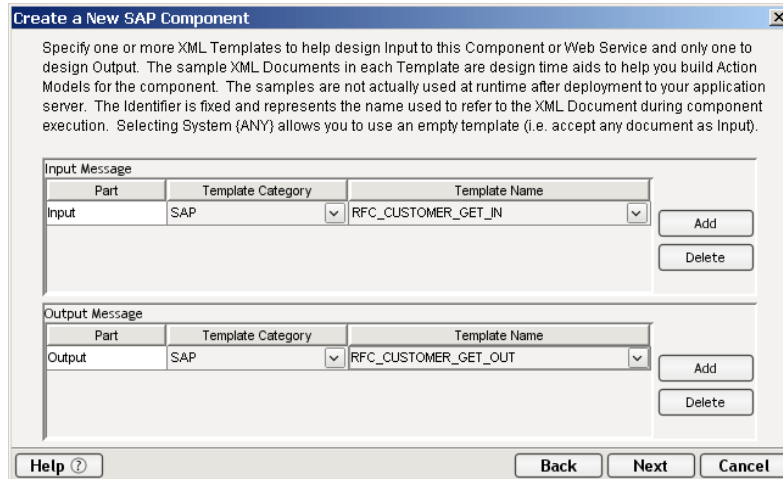 Create a New SAP Component
Specify one or more XML Templates to help design Input to this Component or Web Service and only one to
design Output. The sample XML Documents in each Template are design time aids to help you build Action
Models for the component. The samples are not actually used at runtime after deployment to your application
server. The Identifier is fixed and represents the name used to refer to the XML Document during component
execution. Selecting System {ANY} allows you to use an empty template (i.e. accept any document as Input).
Input Message
Part Template Category Template Name
Input SAP RFC_CUSTOMER_GET_IN
Add
Delete
Output Message
Part Template Category Template Name
Output SAP RFC_CUSTOMER_GET_OUT
Add
Delete
Help ? Back Next Cancel